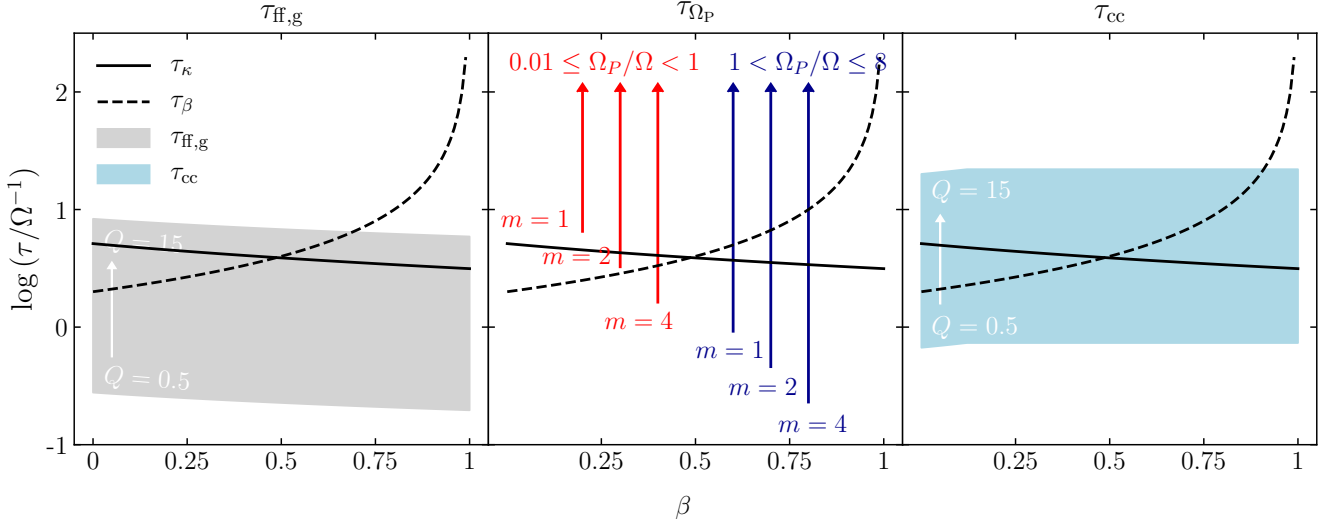 τff,g
τΩP
τcc
log (τ/Ω⁻¹)
2
1
0
-1
τκ
τβ
τff,g
τcc
Q = 15
Q = 0.5
0 0.25 0.5 0.75 1
0.01 ≤ ΩP/Ω < 1
1 < ΩP/Ω ≤ 8
m = 1
m = 2
m = 4
m = 1
m = 2
m = 4
0.25 0.5 0.75 1
Q = 15
Q = 0.5
0.25 0.5 0.75 1
β